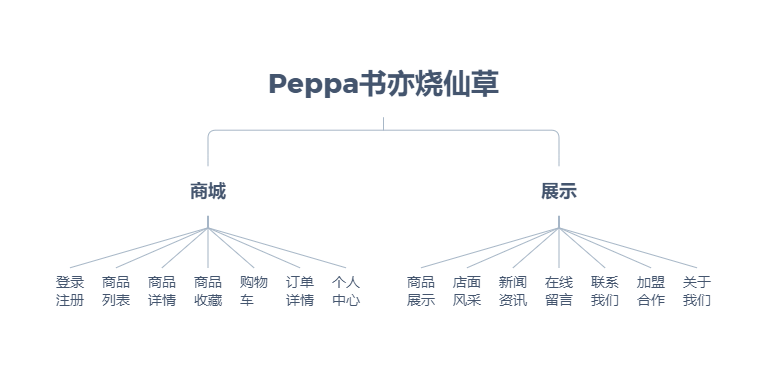 Peppa书亦烧仙草
商城
展示
登录
注册
商品
列表
商品
详情
商品
收藏
购物
车
订单
详情
个人
中心
商品
展示
店面
风采
新闻
资讯
在线
留言
联系
我们
加盟
合作
关于
我们